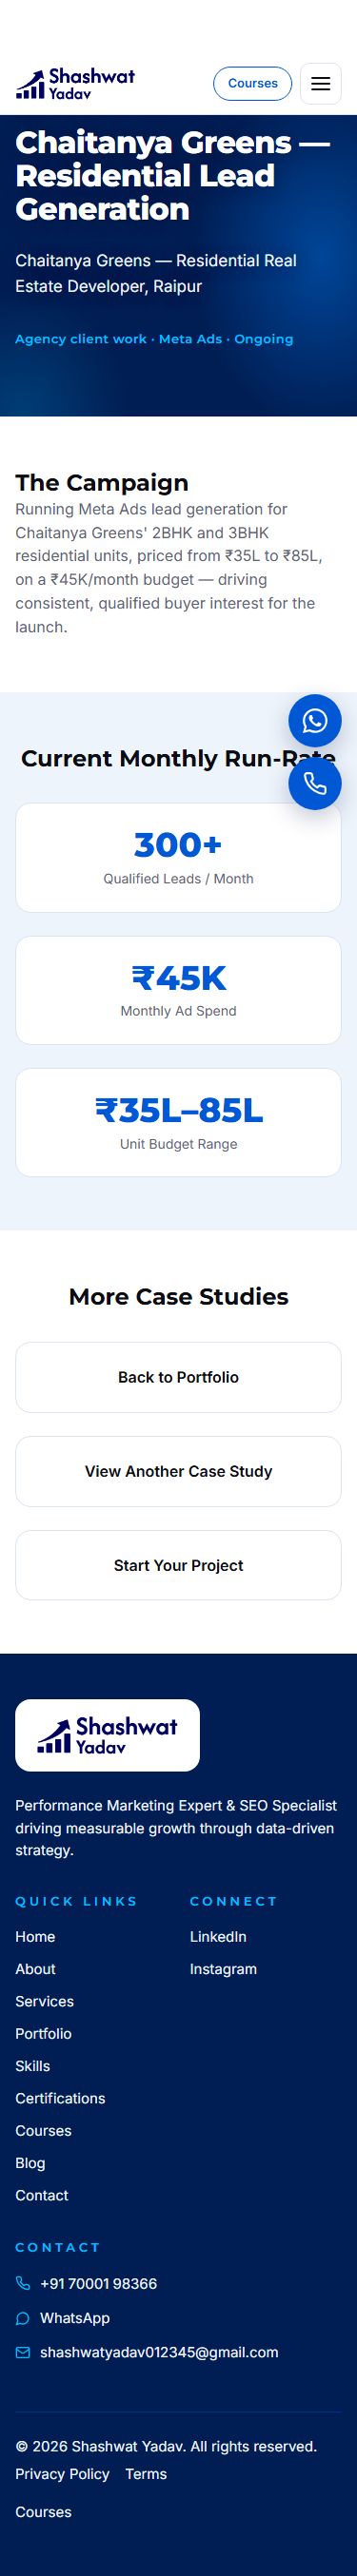 Shashwat
Yadav
Courses
Chaitanya Greens —
Residential Lead
Generation
Chaitanya Greens — Residential Real
Estate Developer, Raipur
Agency client work · Meta Ads · Ongoing
The Campaign
Running Meta Ads lead generation for
Chaitanya Greens' 2BHK and 3BHK
residential units, priced from ₹35L to ₹85L,
on a ₹45K/month budget — driving
consistent, qualified buyer interest for the
launch.
Current Monthly Run-Rate
300+
Qualified Leads / Month
₹45K
Monthly Ad Spend
₹35L–85L
Unit Budget Range
More Case Studies
Back to Portfolio
View Another Case Study
Start Your Project
Shashwat
Yadav
Performance Marketing Expert & SEO Specialist
driving measurable growth through data-driven
strategy.
QUICK LINKS
Home
About
Services
Portfolio
Skills
Certifications
Courses
Blog
Contact
CONNECT
LinkedIn
Instagram
CONTACT
+91 70001 98366
WhatsApp
shashwatyadav012345@gmail.com
© 2026 Shashwat Yadav. All rights reserved.
Privacy Policy Terms
Courses